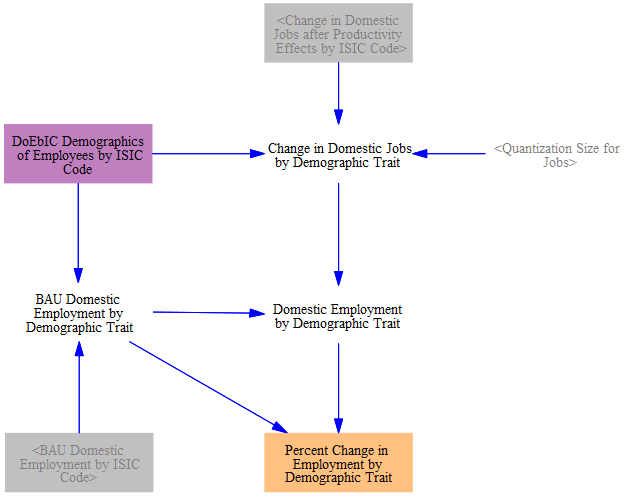 <Change in Domestic
Jobs after Productivity
Effects by ISIC Code>
DoEbIC Demographics
of Employees by ISIC
Code
Change in Domestic Jobs
by Demographic Trait
<Quantization Size for
Jobs>
BAU Domestic
Employment by
Demographic Trait
Domestic Employment
by Demographic Trait
<BAU Domestic
Employment by ISIC
Code>
Percent Change in
Employment by
Demographic Trait